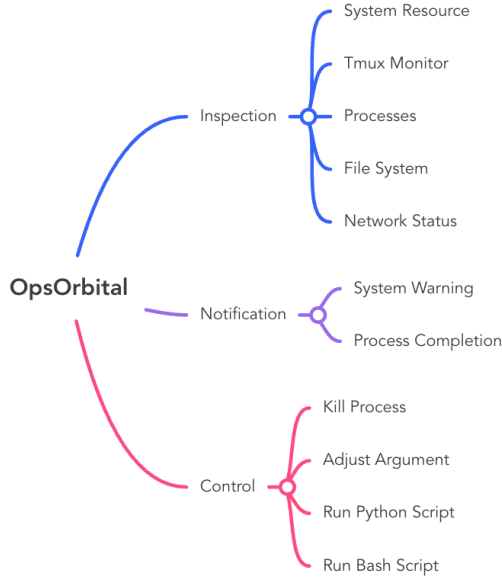 OpsOrbital
Inspection
System Resource
Tmux Monitor
Processes
File System
Network Status
Notification
System Warning
Process Completion
Control
Kill Process
Adjust Argument
Run Python Script
Run Bash Script